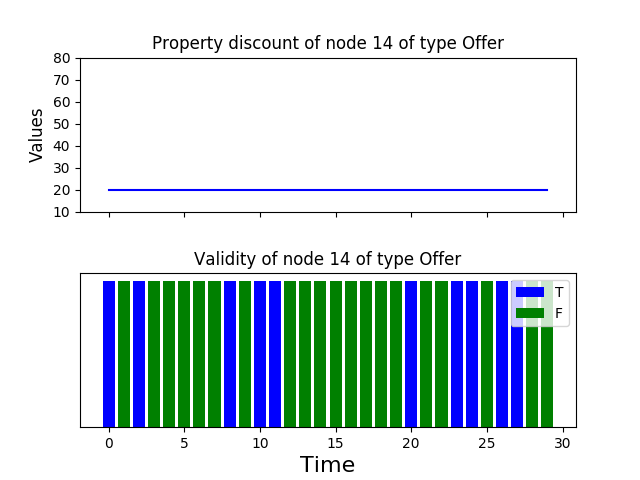 Property discount of node 14 of type Offer
80
70
60
50
40
30
20
10
Values
Validity of node 14 of type Offer
T
F
0 5 10 15 20 25 30
Time